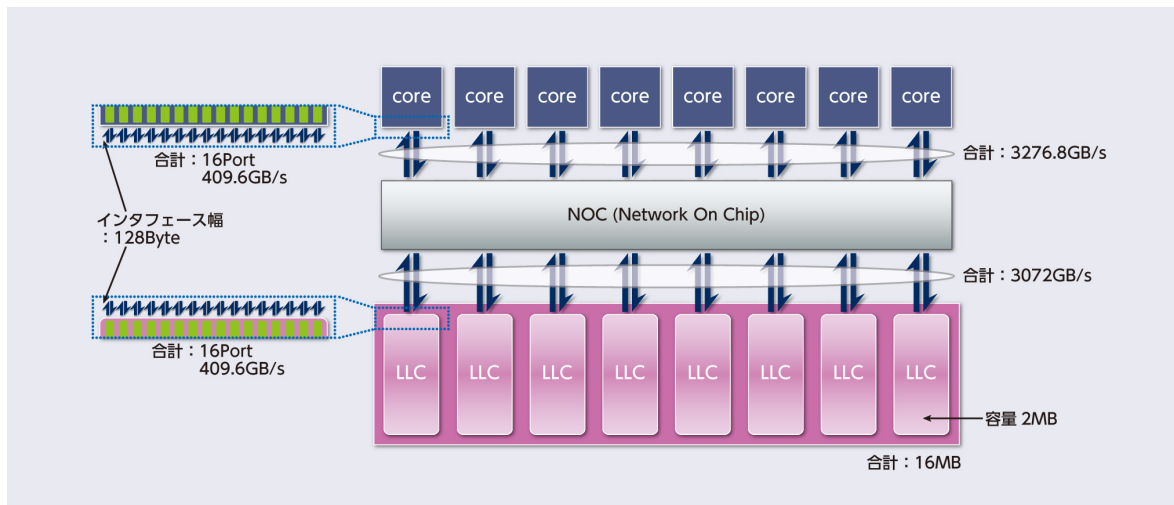 core core core core core core core core
合計：16Port
409.6GB/s
合計：3276.8GB/s
インタフェース幅
：128Byte
NOC (Network On Chip)
合計：3072GB/s
合計：16Port
409.6GB/s
LLC LLC LLC LLC LLC LLC LLC LLC
容量 2MB
合計：16MB